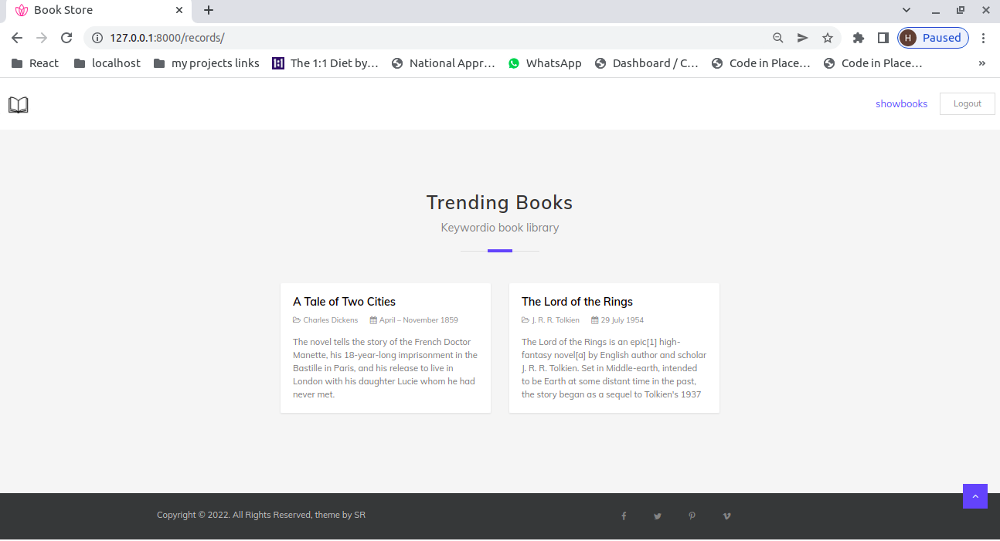 Book Store
127.0.0.1:8000/records/
H Paused
React localhost my projects links The 1:1 Diet by… National Appr… WhatsApp Dashboard / C… Code in Place… Code in Place… »
showbooks Logout
Trending Books
Keywordio book library
A Tale of Two Cities
Charles Dickens April – November 1859
The novel tells the story of the French Doctor
Manette, his 18-year-long imprisonment in the
Bastille in Paris, and his release to live in
London with his daughter Lucie whom he had
never met.
The Lord of the Rings
J. R. R. Tolkien 29 July 1954
The Lord of the Rings is an epic[1] high-
fantasy novel[a] by English author and scholar
J. R. R. Tolkien. Set in Middle-earth, intended
to be Earth at some distant time in the past,
the story began as a sequel to Tolkien's 1937
Copyright © 2022. All Rights Reserved, theme by SR